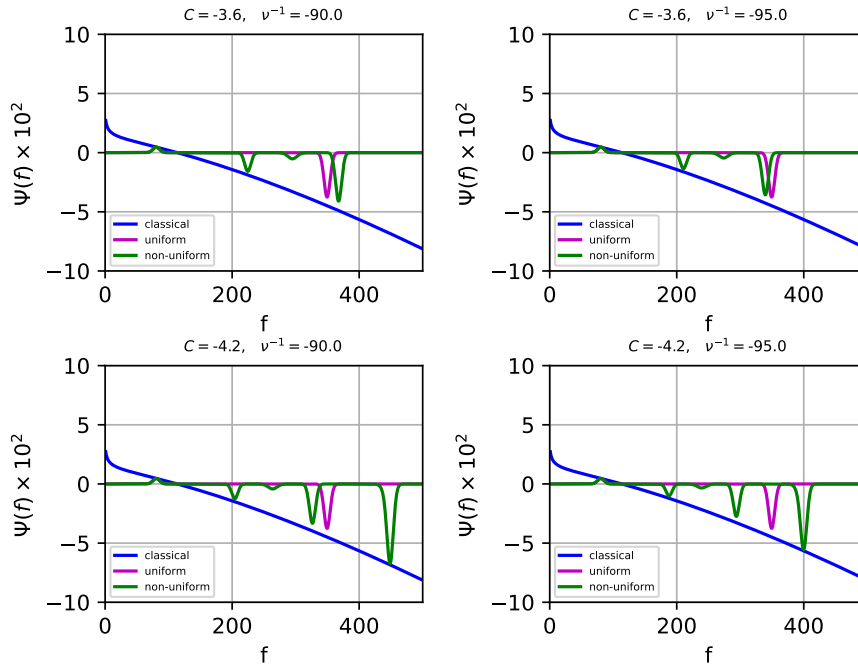 C = -3.6,   ν⁻¹ = -90.0
10
5
0
−5
−10
Ψ(f) × 10²
classical
uniform
non-uniform
0
200
400
f
C = -3.6,   ν⁻¹ = -95.0
10
5
0
−5
−10
Ψ(f) × 10²
classical
uniform
non-uniform
0
200
400
f
C = -4.2,   ν⁻¹ = -90.0
10
5
0
−5
−10
Ψ(f) × 10²
classical
uniform
non-uniform
0
200
400
f
C = -4.2,   ν⁻¹ = -95.0
10
5
0
−5
−10
Ψ(f) × 10²
classical
uniform
non-uniform
0
200
400
f